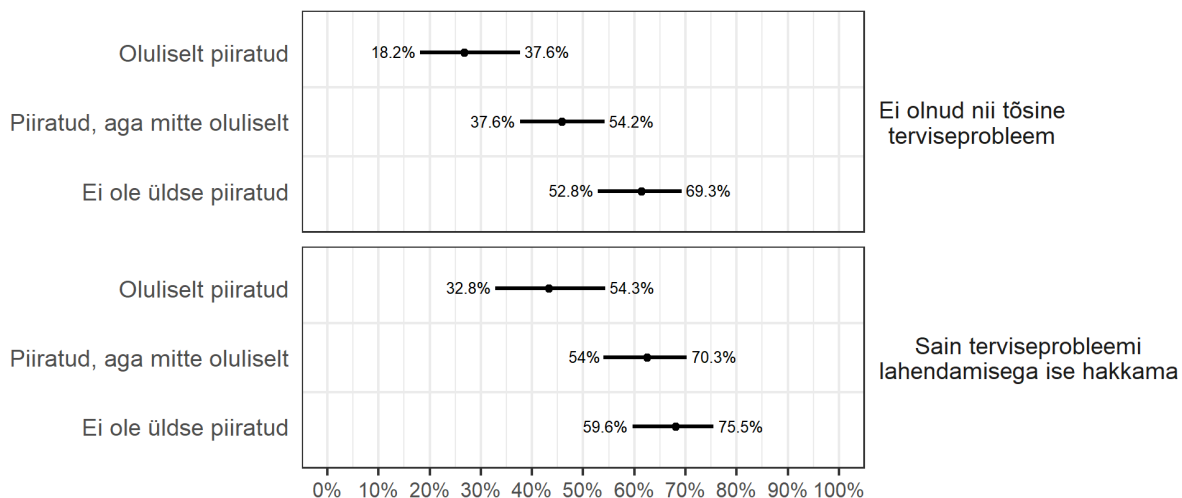 Oluliselt piiratud
18.2% 37.6%
Piiratud, aga mitte oluliselt
37.6% 54.2%
Ei ole üldse piiratud
52.8% 69.3%
Ei olnud nii tõsine
terviseprobleem
Oluliselt piiratud
32.8% 54.3%
Piiratud, aga mitte oluliselt
54% 70.3%
Ei ole üldse piiratud
59.6% 75.5%
Sain terviseprobleemi
lahendamisega ise hakkama
0% 10% 20% 30% 40% 50% 60% 70% 80% 90% 100%